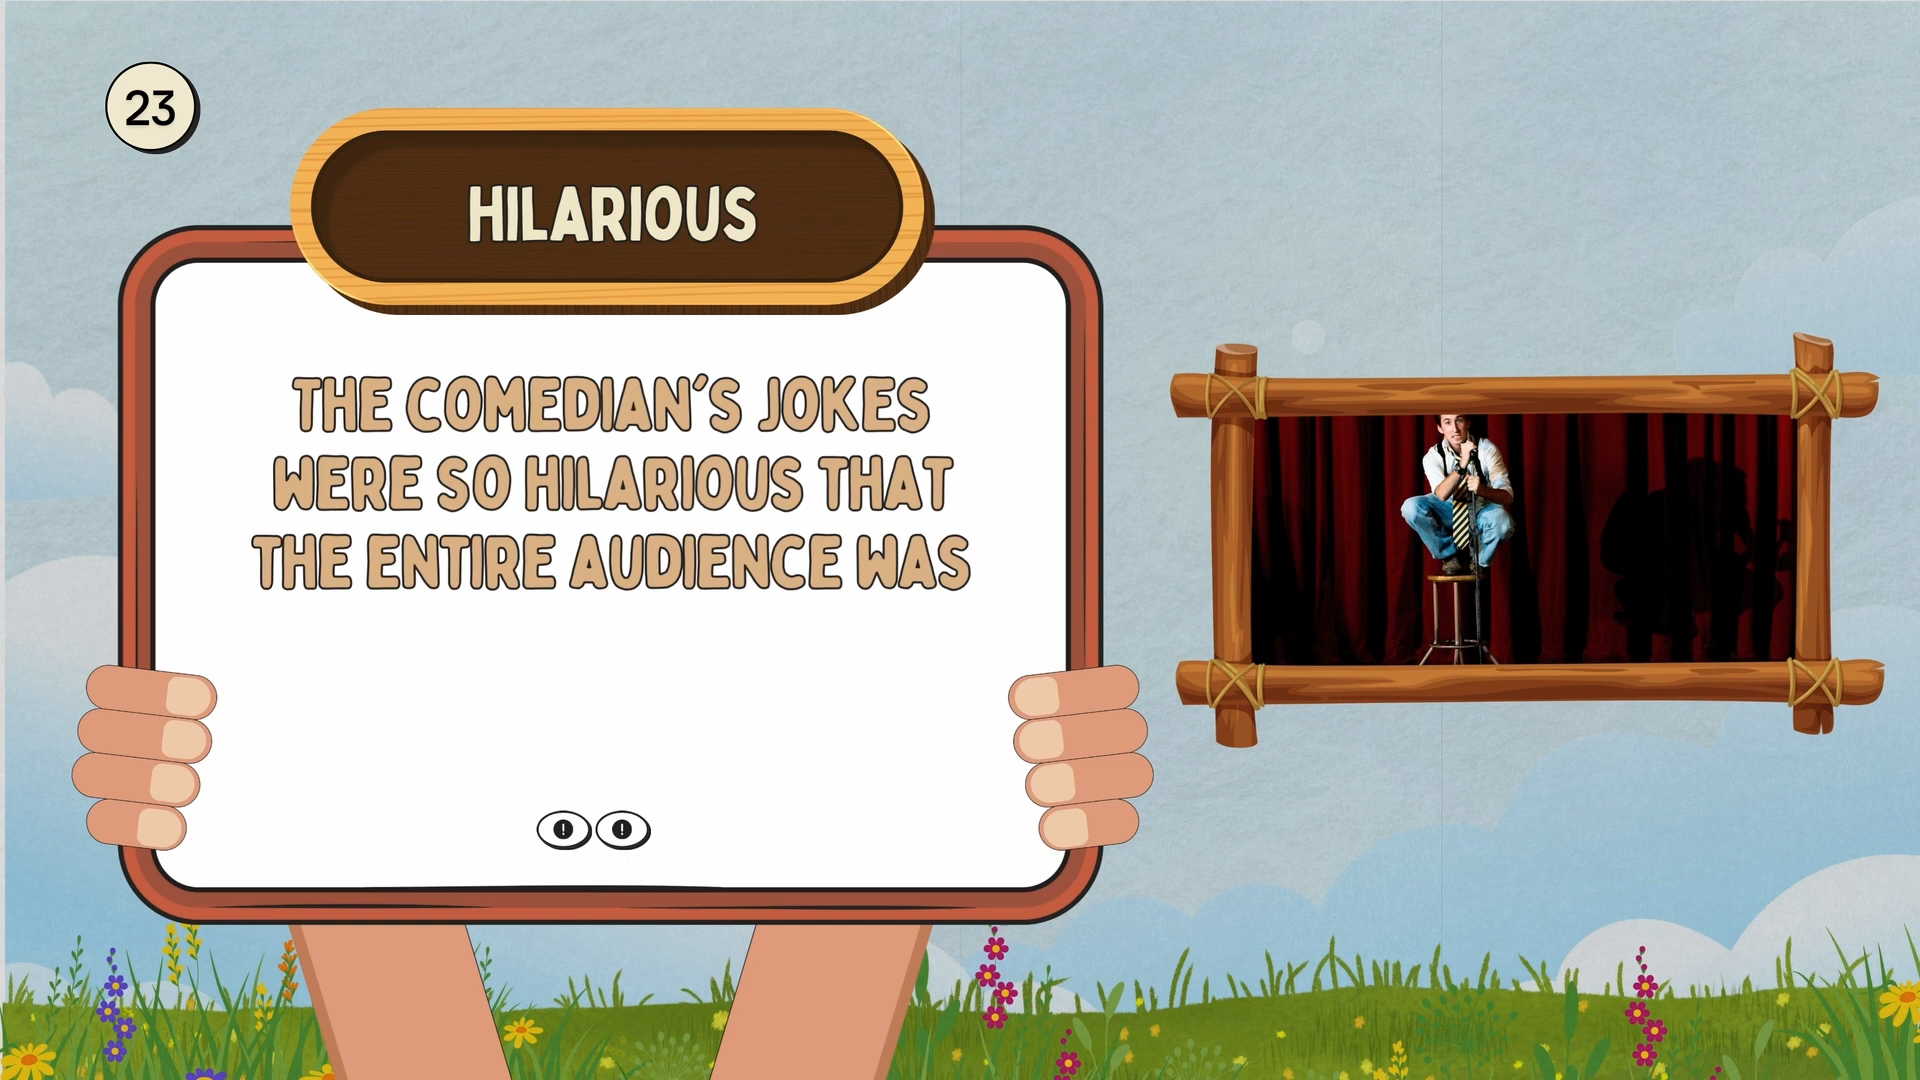 23
HILARIOUS
THE COMEDIAN'S JOKES
WERE SO HILARIOUS THAT
THE ENTIRE AUDIENCE WAS
! !